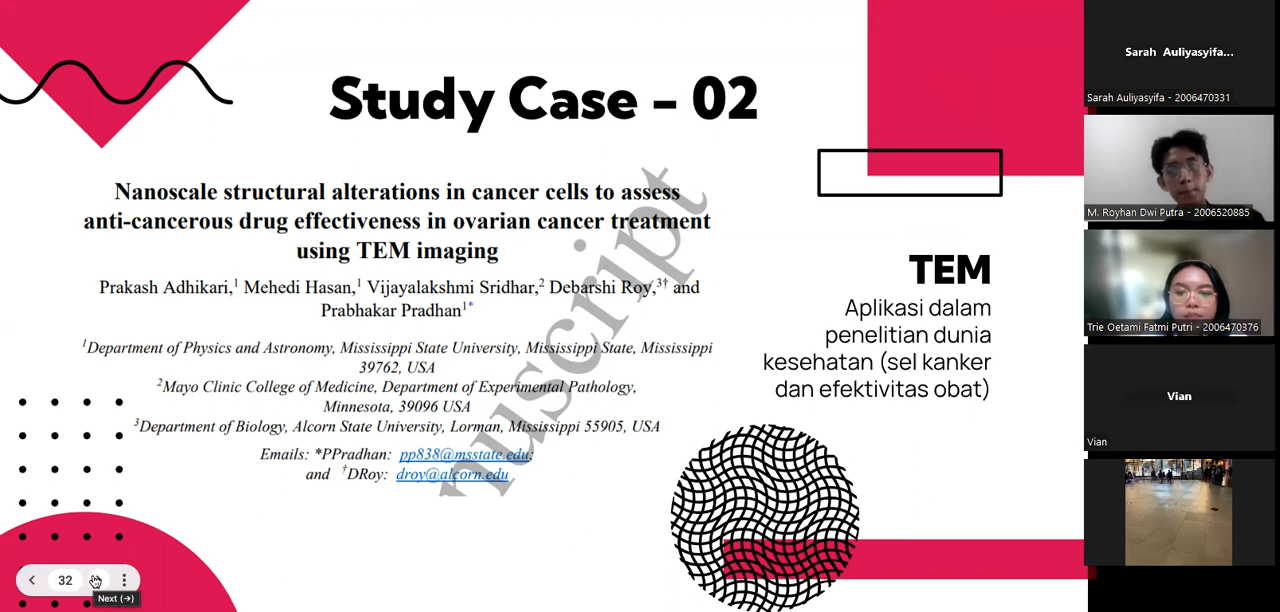 Study Case – 02
Nanoscale structural alterations in cancer cells to assess
anti-cancerous drug effectiveness in ovarian cancer treatment
using TEM imaging
Prakash Adhikari,¹ Mehedi Hasan,¹ Vijayalakshmi Sridhar,² Debarshi Roy,³† and
Prabhakar Pradhan¹*
¹Department of Physics and Astronomy, Mississippi State University, Mississippi State, Mississippi
39762, USA
²Mayo Clinic College of Medicine, Department of Experimental Pathology,
Minnesota, 39096 USA
³Department of Biology, Alcorn State University, Lorman, Mississippi 55905, USA
Emails: *PPradhan: pp838@msstate.edu;
and †DRoy: droy@alcorn.edu
nuscript
TEM
Aplikasi dalam
penelitian dunia
kesehatan (sel kanker
dan efektivitas obat)
32
Next (→)
Sarah Auliyasyifa...
Sarah Auliyasyifa - 2006470331
M. Royhan Dwi Putra - 2006520885
Trie Oetami Fatmi Putri - 2006470376
Vian
Vian